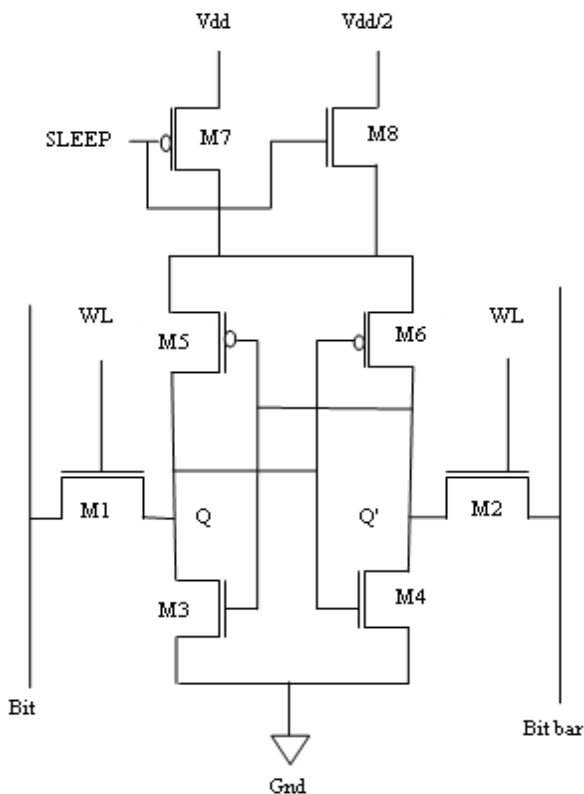 Vdd
Vdd/2
SLEEP
M7
M8
WL
M5
M6
WL
M1
Q
Q'
M2
M3
M4
Bit
Bit bar
Gnd